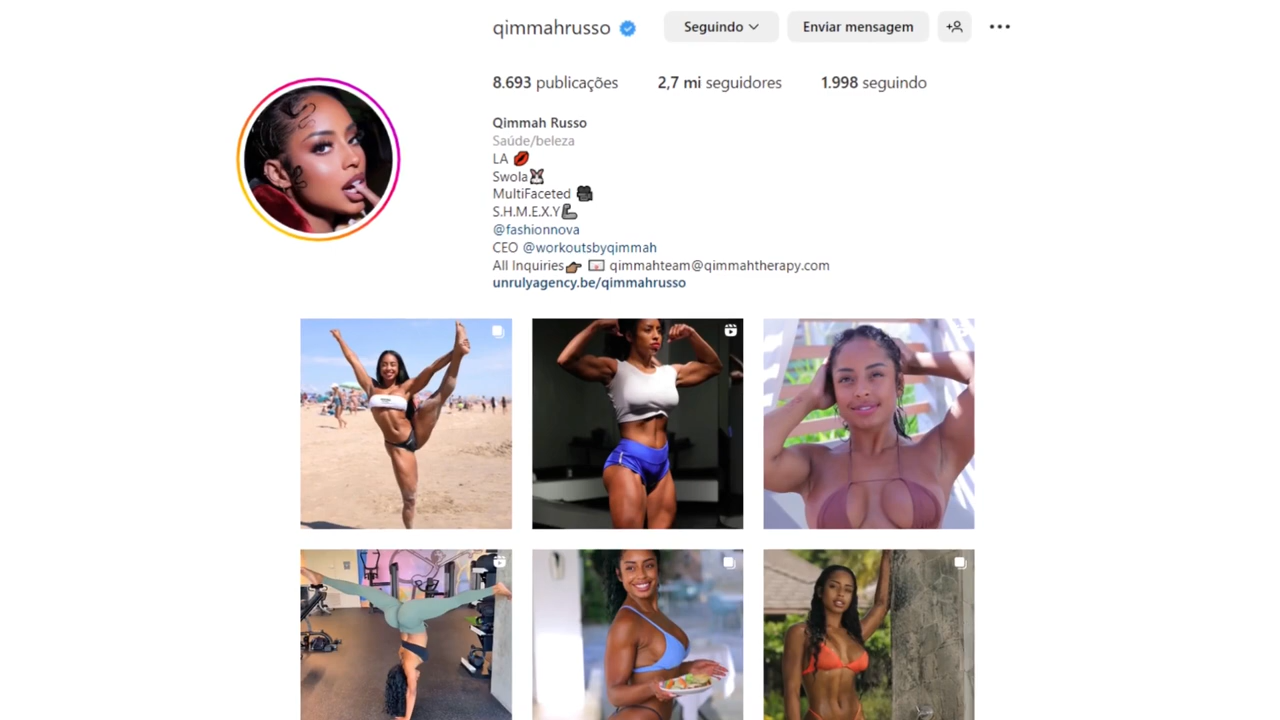 qimmahrusso
Seguindo
Enviar mensagem
8.693 publicações 2,7 mi seguidores 1.998 seguindo
Qimmah Russo
Saúde/beleza
LA 💋
Swola👯
MultiFaceted 🎥
S.H.M.E.X.Y💪🏿
@fashionnova
CEO @workoutsbyqimmah
All Inquiries👉🏽 💌 qimmahteam@qimmahtherapy.com
unrulyagency.be/qimmahrusso